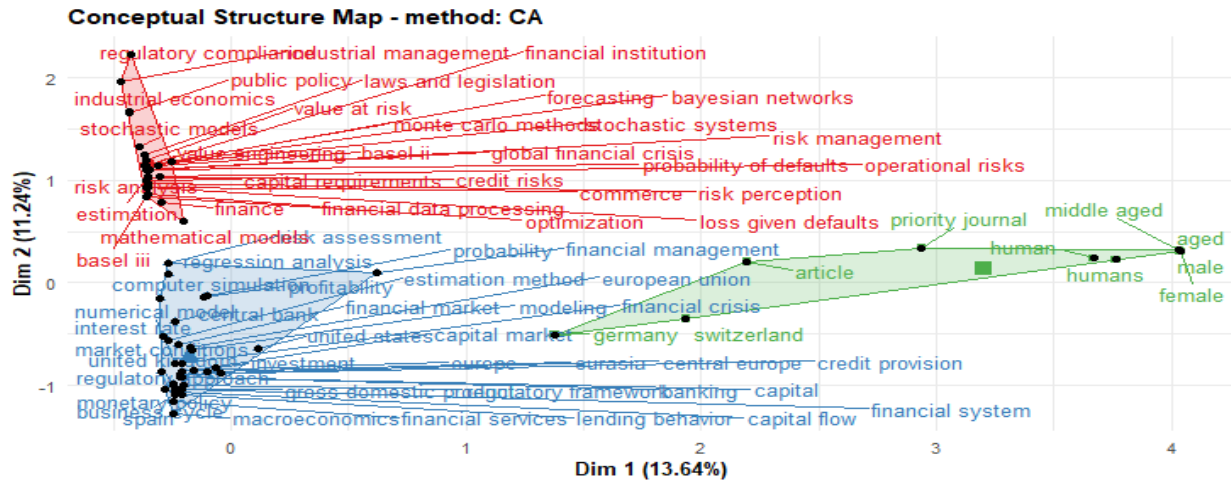 Conceptual Structure Map - method: CA
regulatory compliance industrial management financial institution
2
public policy laws and legislation
industrial economics value at risk forecasting bayesian networks
stochastic models monte carlo methods stochastic systems
risk management
value engineering basel ii global financial crisis
probability of defaults operational risks
1
risk analysis capital requirements credit risks commerce risk perception
estimation finance financial data processing
optimization loss given defaults
mathematical models risk assessment
basel iii
priority journal middle aged
human aged
regression analysis probability financial management
article humans male
computer simulation profitability estimation method european union
female
0
numerical model central bank financial market modeling financial crisis
interest rate united states capital market
germany switzerland
market conditions
united kingdom investment europe eurasia central europe credit provision
regulatory approach
-1
gross domestic product regulatory framework banking capital
monetary policy
business cycle financial system
spain macroeconomics financial services lending behavior capital flow
0 1 2 3 4
Dim 1 (13.64%)
Dim 2 (11.24%)